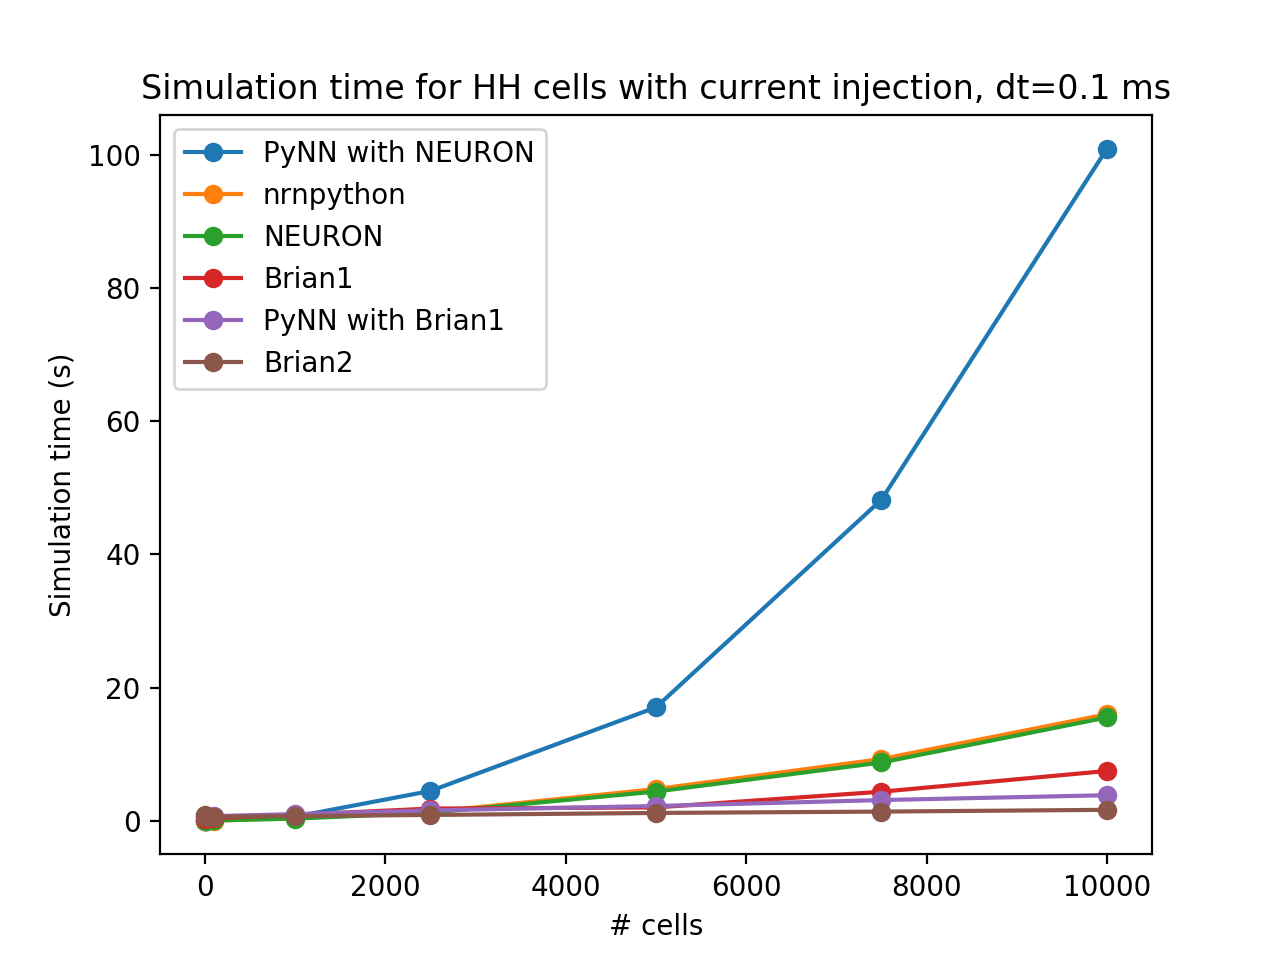 Simulation time for HH cells with current injection, dt=0.1 ms
PyNN with NEURON
nrnpython
NEURON
Brian1
PyNN with Brian1
Brian2
Simulation time (s)
100
80
60
40
20
0
0 2000 4000 6000 8000 10000
# cells